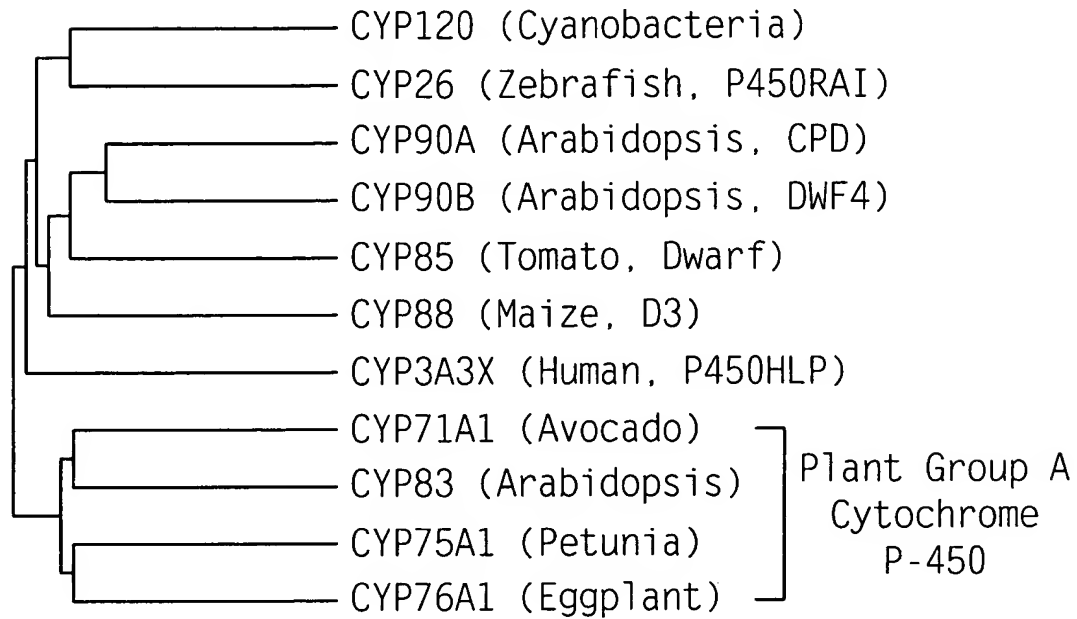 CYP120 (Cyanobacteria)
CYP26 (Zebrafish, P450RAI)
CYP90A (Arabidopsis, CPD)
CYP90B (Arabidopsis, DWF4)
CYP85 (Tomato, Dwarf)
CYP88 (Maize, D3)
CYP3A3X (Human, P450HLP)
CYP71A1 (Avocado)
CYP83 (Arabidopsis)
CYP75A1 (Petunia)
CYP76A1 (Eggplant)
Plant Group A
Cytochrome
P-450